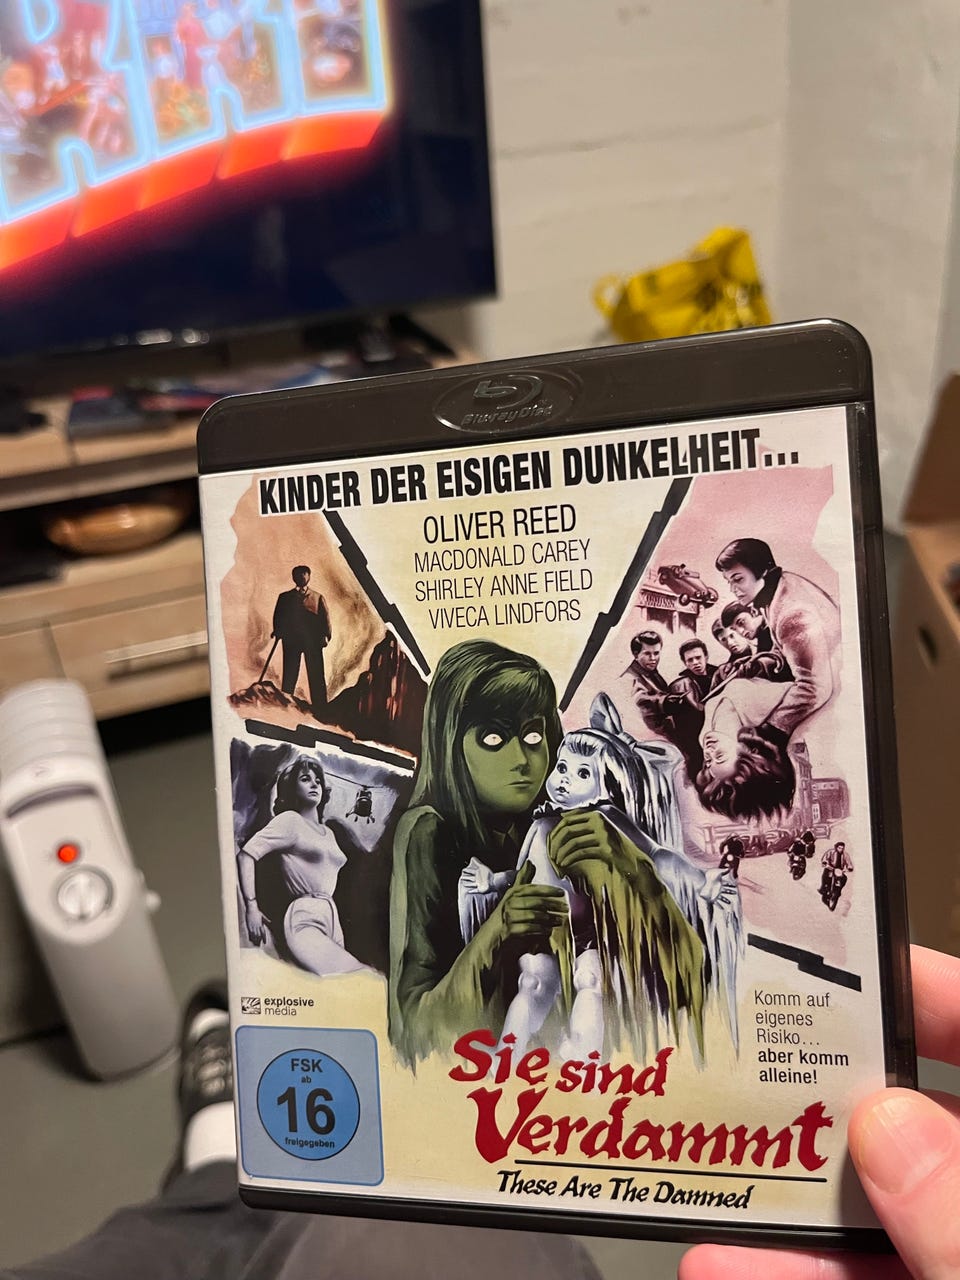 Blu-ray Disc
KINDER DER EISIGEN DUNKELHEIT...
OLIVER REED
MACDONALD CAREY
SHIRLEY ANNE FIELD
VIVECA LINDFORS
explosive
media
FSK
ab
16
freigegeben
Komm auf
eigenes
Risiko...
aber komm
alleine!
Sie sind
Verdammt
These Are The Damned